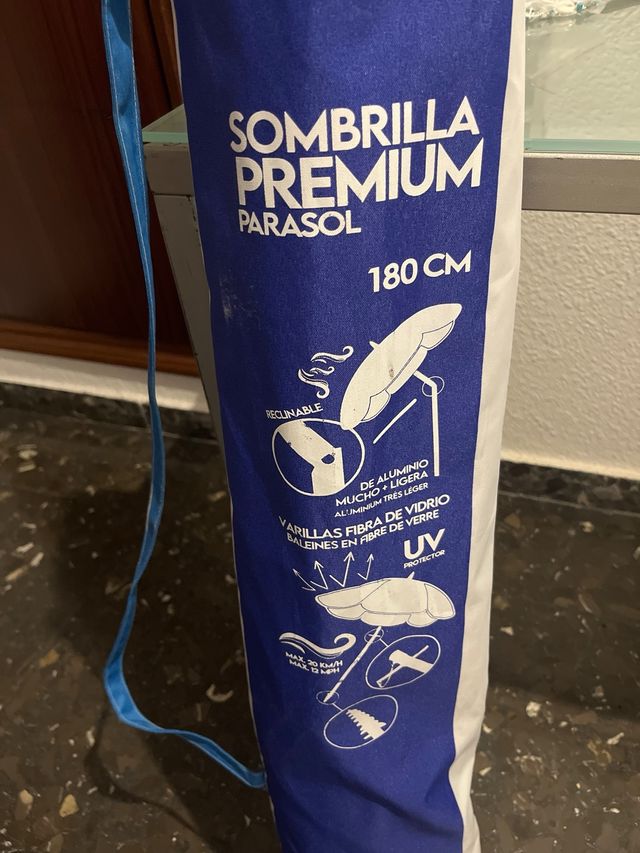 SOMBRILLA
PREMIUM
PARASOL
180 CM
RECLINABLE
DE ALUMINIO
MUCHO + LIGERA
ALUMINIUM TRÈS LÉGER
VARILLAS FIBRA DE VIDRIO
BALEINES EN FIBRE DE VERRE
UV
PROTECTOR
MAX. 20 KM/H
MAX. 12 MPH